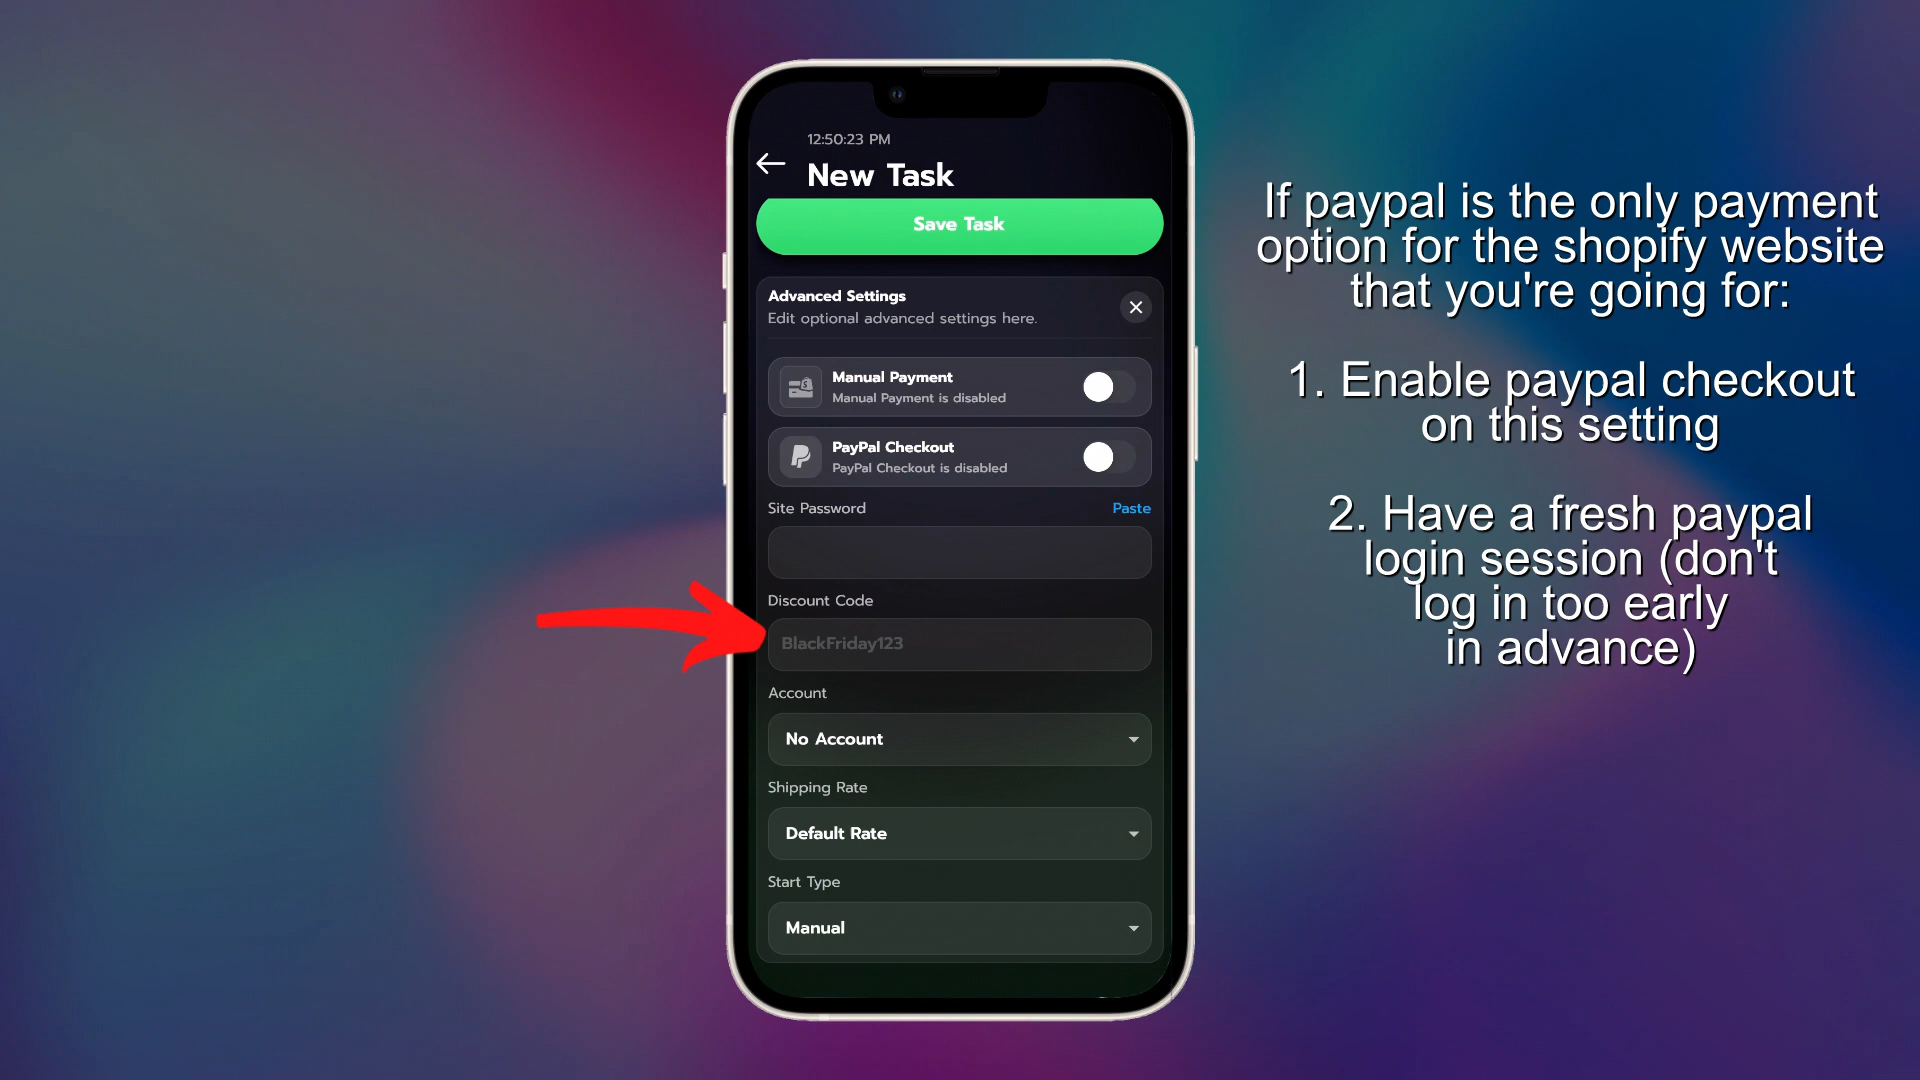 12:50:23 PM
New Task
Save Task
Advanced Settings
Edit optional advanced settings here.
Manual Payment
Manual Payment is disabled
PayPal Checkout
PayPal Checkout is disabled
Site Password
Paste
Discount Code
BlackFriday123
Account
No Account
Shipping Rate
Default Rate
Start Type
Manual
If paypal is the only payment
option for the shopify website
that you're going for:
1. Enable paypal checkout
on this setting
2. Have a fresh paypal
login session (don't
log in too early
in advance)